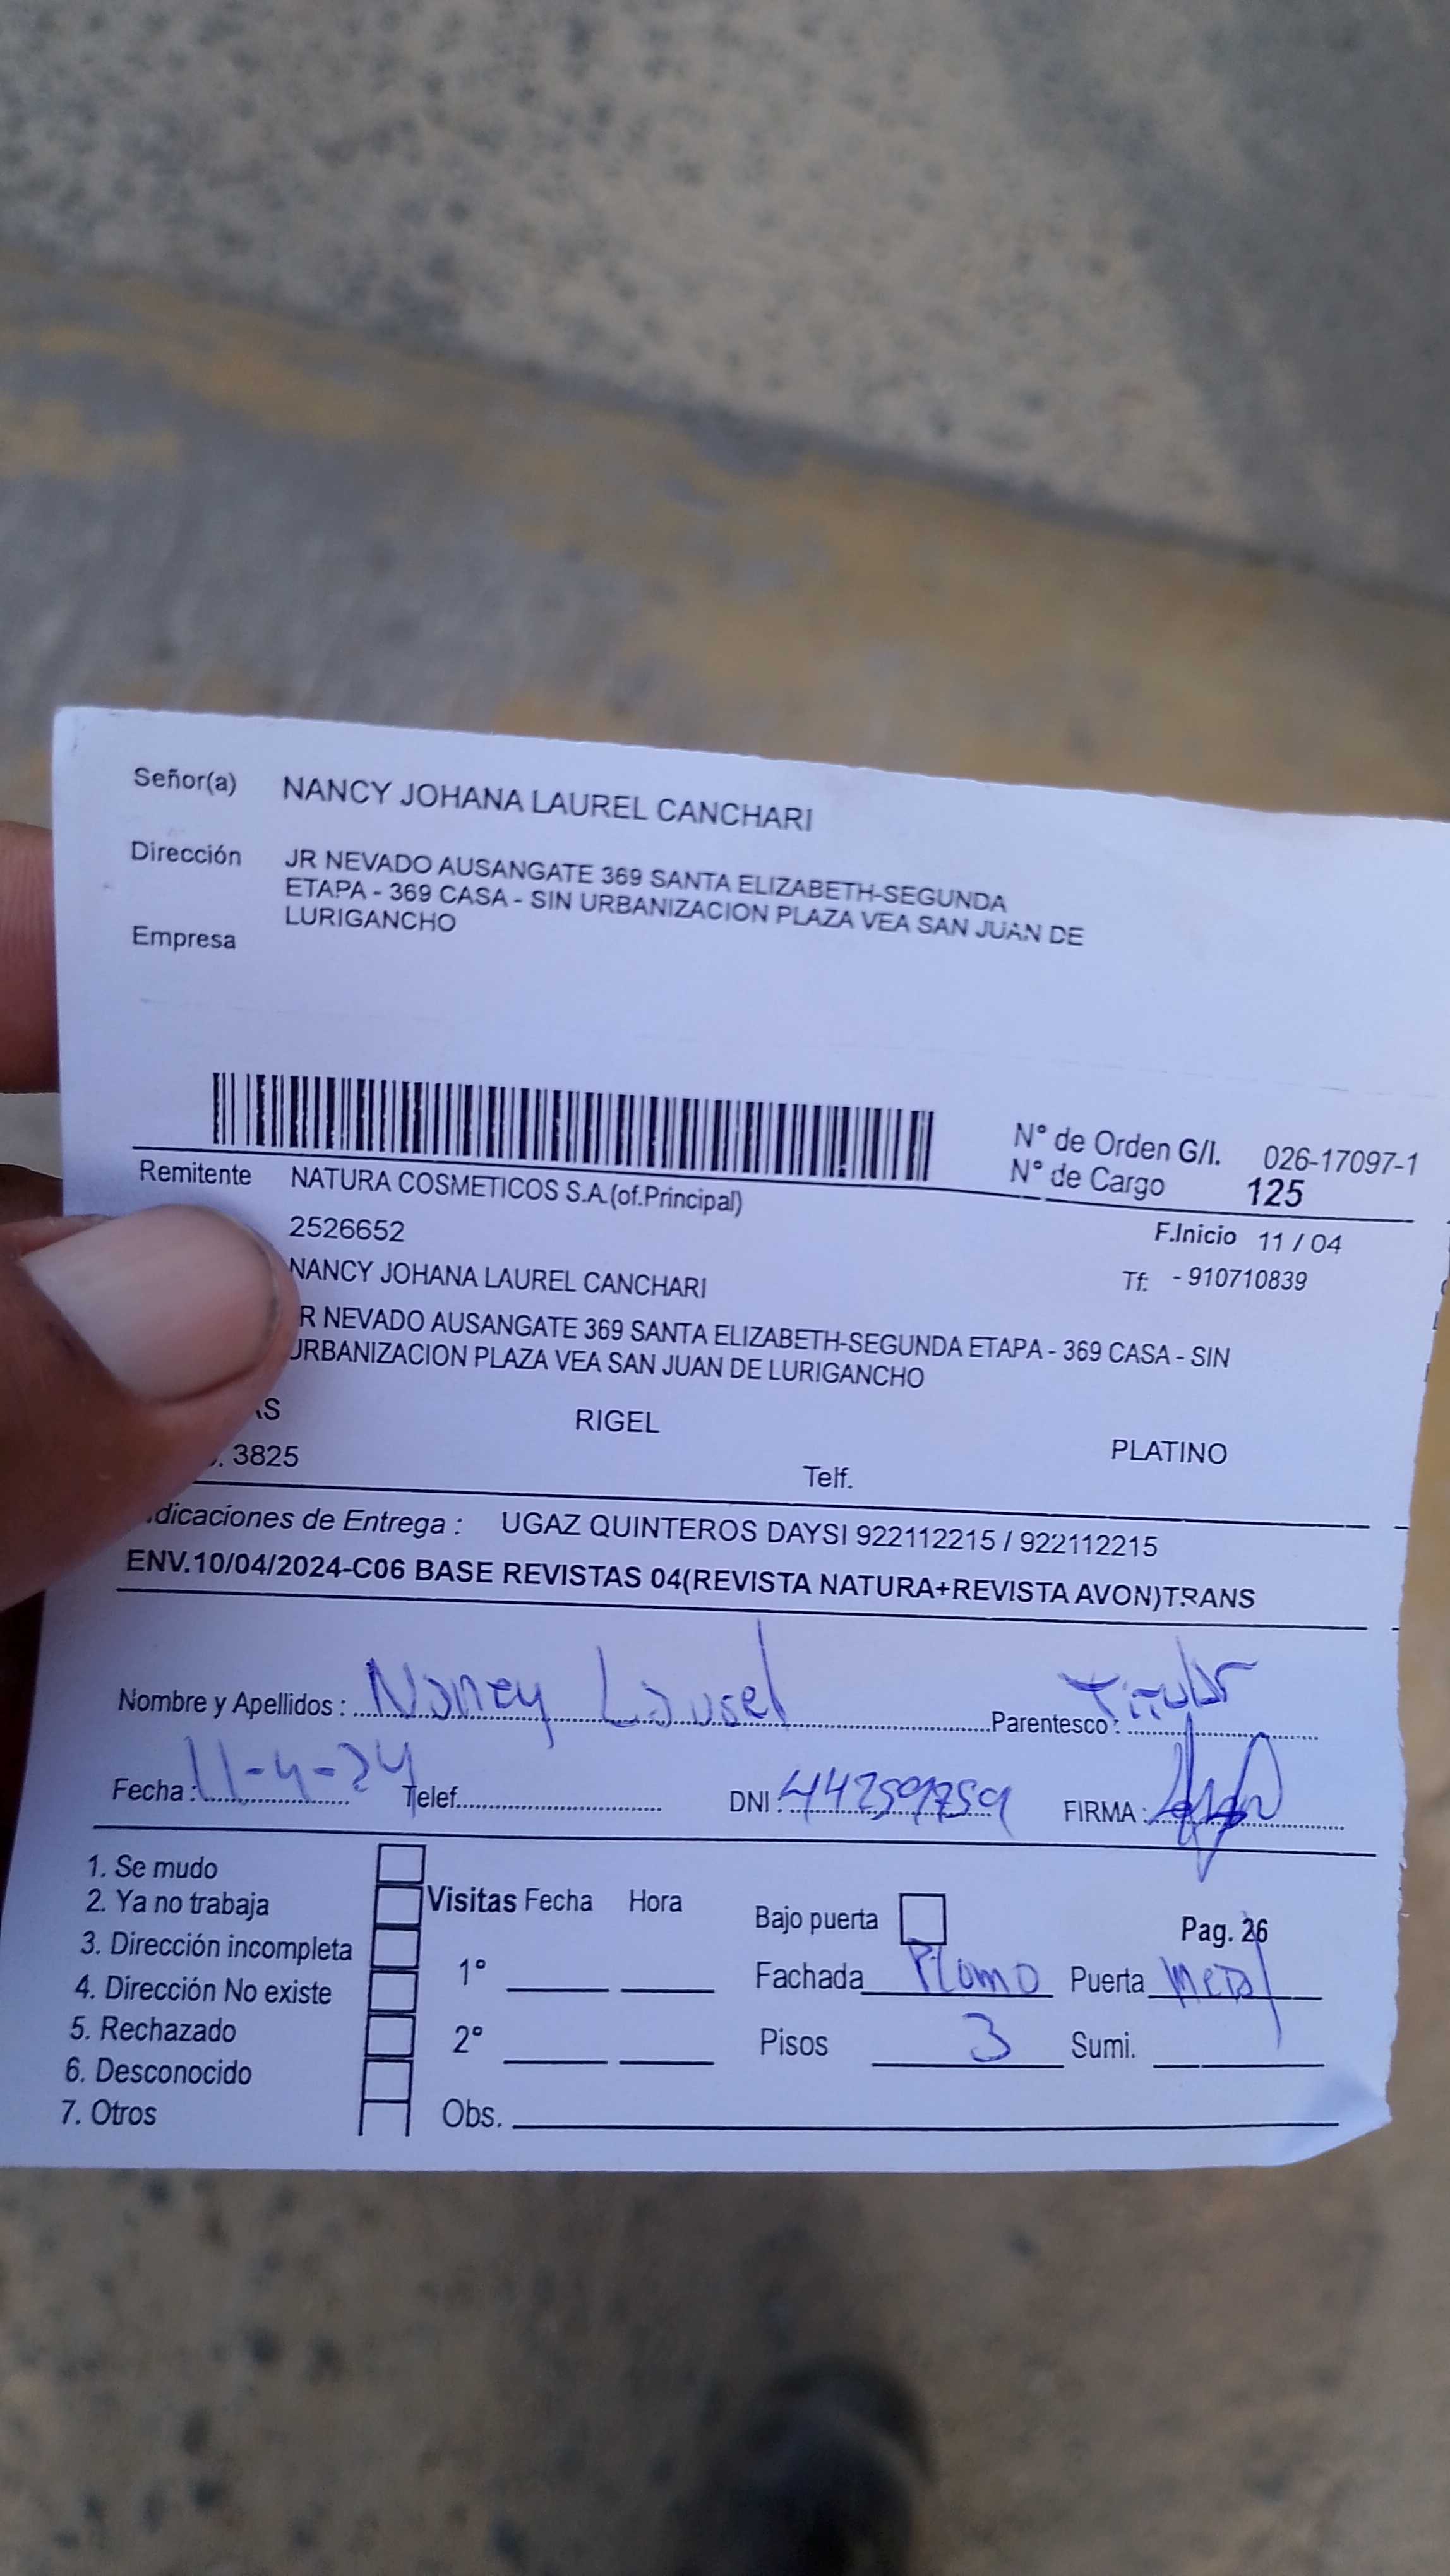 Señor(a) NANCY JOHANA LAUREL CANCHARI
Dirección JR NEVADO AUSANGATE 369 SANTA ELIZABETH-SEGUNDA
ETAPA - 369 CASA - SIN URBANIZACION PLAZA VEA SAN JUAN DE
LURIGANCHO
Empresa
N° de Orden G/I. 026-17097-1
N° de Cargo 125
Remitente NATURA COSMETICOS S.A.(of.Principal)
2526652 F.Inicio 11 / 04
NANCY JOHANA LAUREL CANCHARI Tf: - 910710839
R NEVADO AUSANGATE 369 SANTA ELIZABETH-SEGUNDA ETAPA - 369 CASA - SIN
URBANIZACION PLAZA VEA SAN JUAN DE LURIGANCHO
AS RIGEL PLATINO
. 3825 Telf.
dicaciones de Entrega : UGAZ QUINTEROS DAYSI 922112215 / 922112215
ENV.10/04/2024-C06 BASE REVISTAS 04(REVISTA NATURA+REVISTA AVON)TRANS
Nombre y Apellidos : Nancy Laurel Parentesco : Titular
Fecha : 11-4-24 Telef. DNI : FIRMA :
1. Se mudo
2. Ya no trabaja Visitas Fecha Hora Bajo puerta Pag. 26
3. Dirección incompleta 1° Fachada Plomo Puerta metal
4. Dirección No existe
5. Rechazado 2° Pisos 3 Sumi.
6. Desconocido
7. Otros Obs.